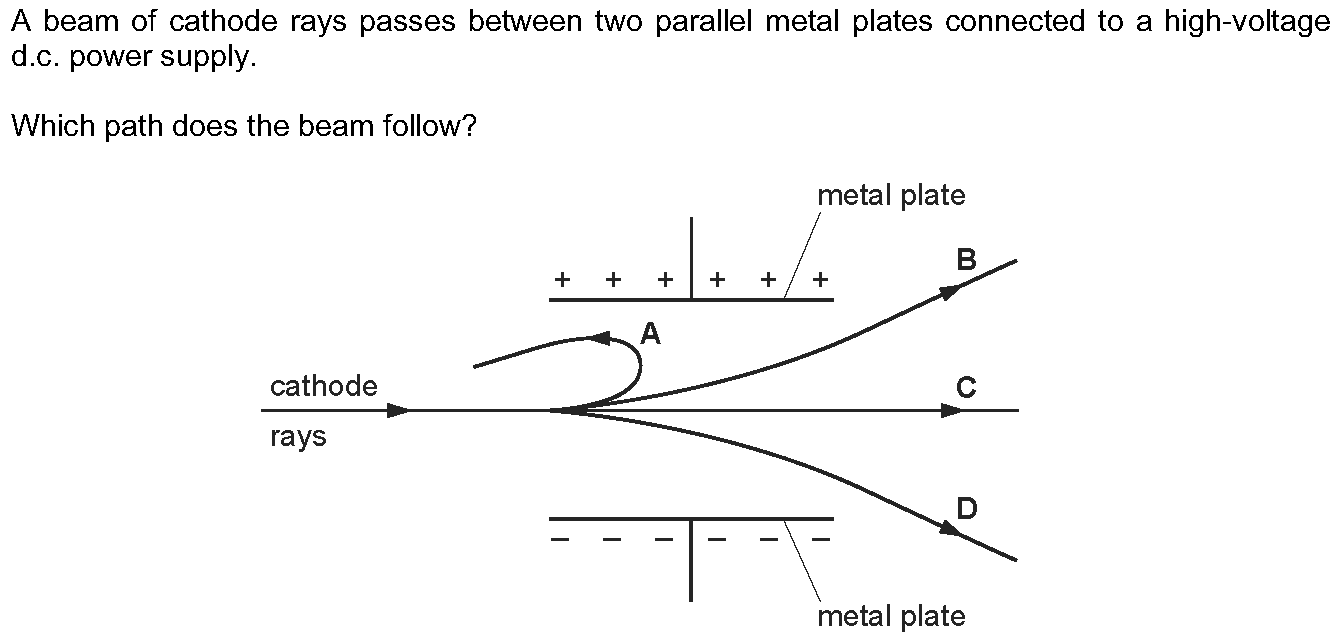 A beam of cathode rays passes between two parallel metal plates connected to a high-voltage
d.c. power supply.
Which path does the beam follow?
metal plate
B
+ + + + + +
A
cathode
C
rays
D
– – – – – –
metal plate